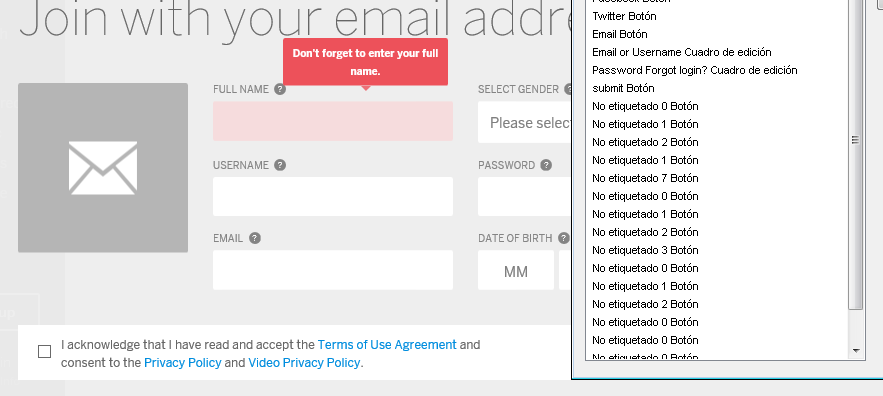 Join with your email addre
Don't forget to enter your full
name.
FULL NAME ?
SELECT GENDER ?
Please select
USERNAME ?
PASSWORD ?
EMAIL ?
DATE OF BIRTH ?
MM
I acknowledge that I have read and accept the Terms of Use Agreement and
consent to the Privacy Policy and Video Privacy Policy.
Facebook Botón
Twitter Botón
Email Botón
Email or Username Cuadro de edición
Password Forgot login? Cuadro de edición
submit Botón
No etiquetado 0 Botón
No etiquetado 1 Botón
No etiquetado 2 Botón
No etiquetado 1 Botón
No etiquetado 7 Botón
No etiquetado 0 Botón
No etiquetado 1 Botón
No etiquetado 2 Botón
No etiquetado 3 Botón
No etiquetado 0 Botón
No etiquetado 1 Botón
No etiquetado 2 Botón
No etiquetado 0 Botón
No etiquetado 0 Botón
No etiquetado 0 Botón